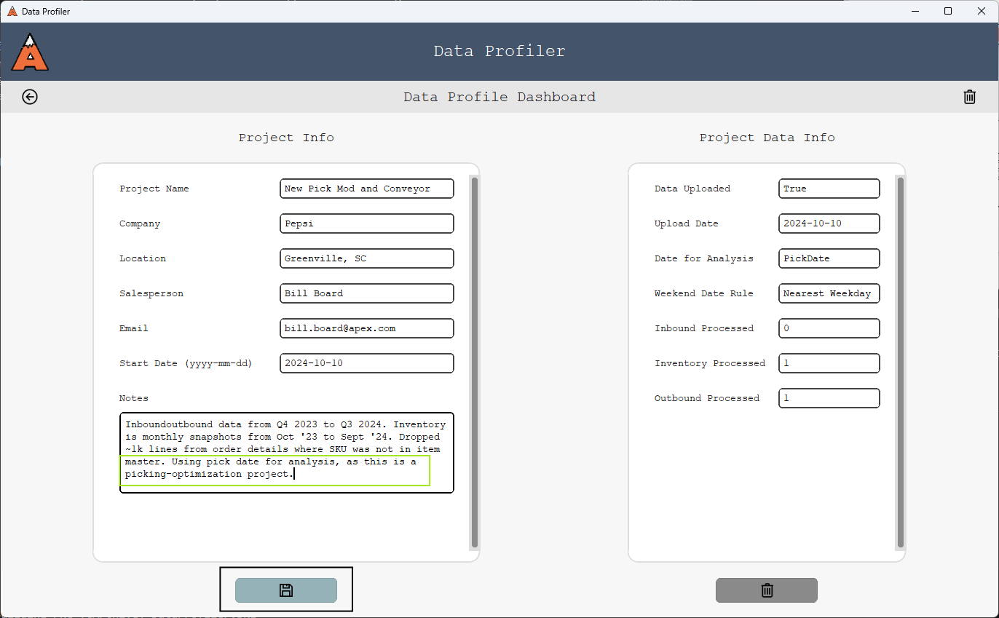 Data Profiler
Data Profiler
Data Profile Dashboard
Project Info
Project Name
New Pick Mod and Conveyor
Company
Pepsi
Location
Greenville, SC
Salesperson
Bill Board
Email
bill.board@apex.com
Start Date (yyyy-mm-dd)
2024-10-10
Notes
Inboundoutbound data from Q4 2023 to Q3 2024. Inventory
is monthly snapshots from Oct '23 to Sept '24. Dropped
~1k lines from order details where SKU was not in item
master. Using pick date for analysis, as this is a
picking-optimization project.
Project Data Info
Data Uploaded
True
Upload Date
2024-10-10
Date for Analysis
PickDate
Weekend Date Rule
Nearest Weekday
Inbound Processed
0
Inventory Processed
1
Outbound Processed
1